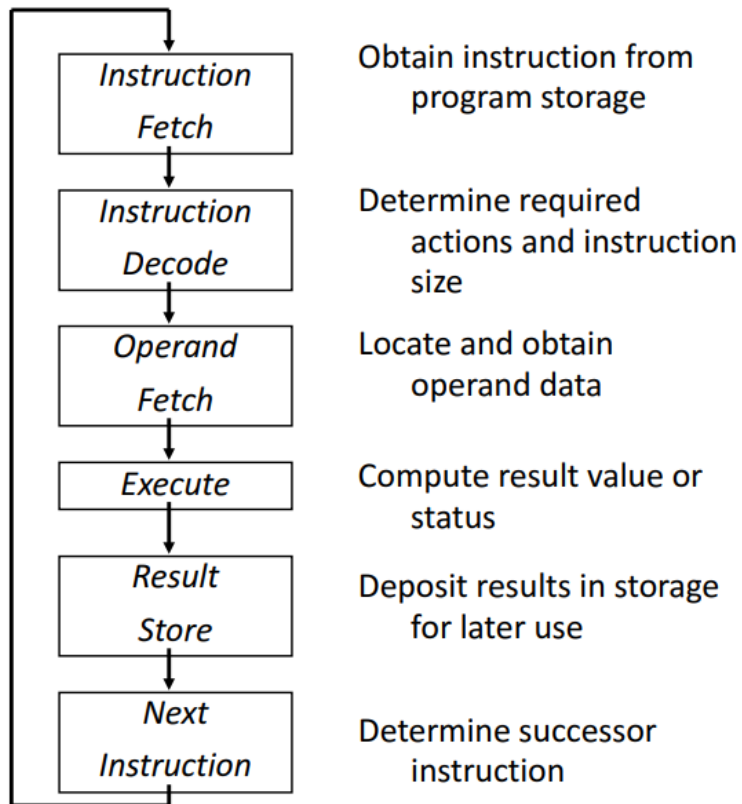 Instruction
Fetch
Obtain instruction from
program storage
Instruction
Decode
Determine required
actions and instruction
size
Operand
Fetch
Locate and obtain
operand data
Execute
Compute result value or
status
Result
Store
Deposit results in storage
for later use
Next
Instruction
Determine successor
instruction